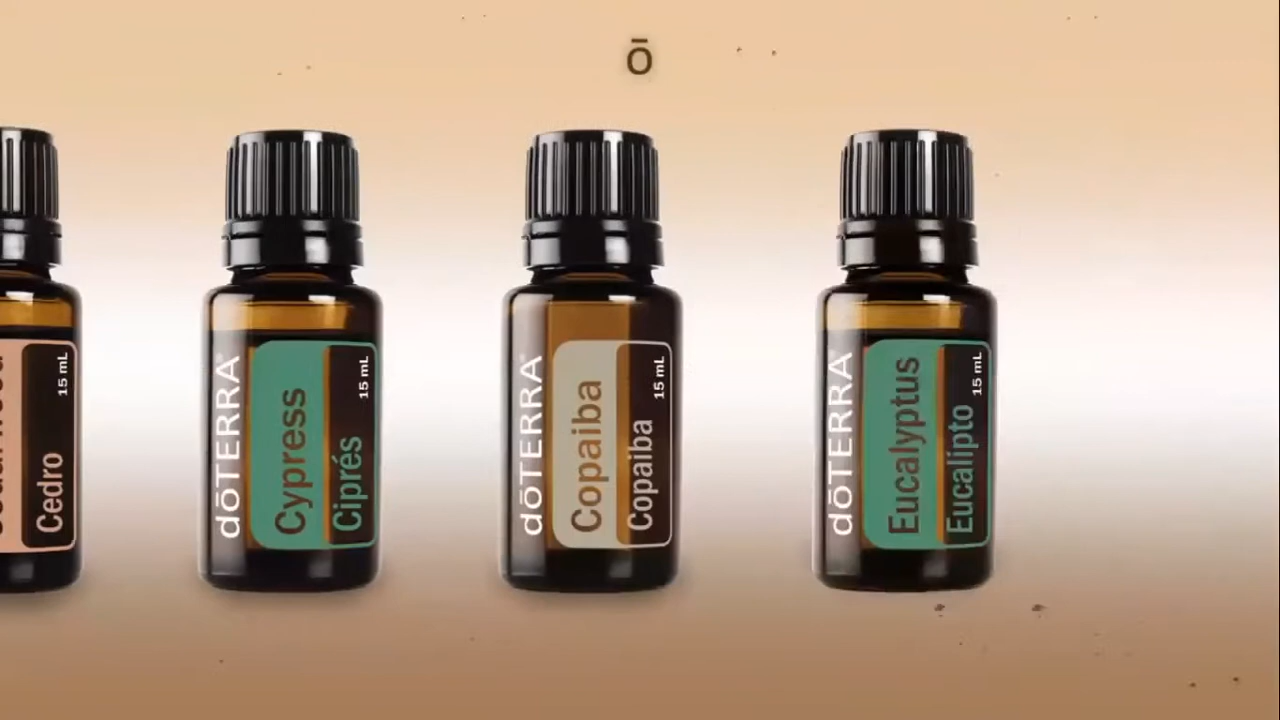 ō
Cedro
15 mL
dōTERRA
Cypress
Ciprés
15 mL
dōTERRA
Copaiba
Copaiba
15 mL
dōTERRA
Eucalyptus
Eucalipto
15 mL